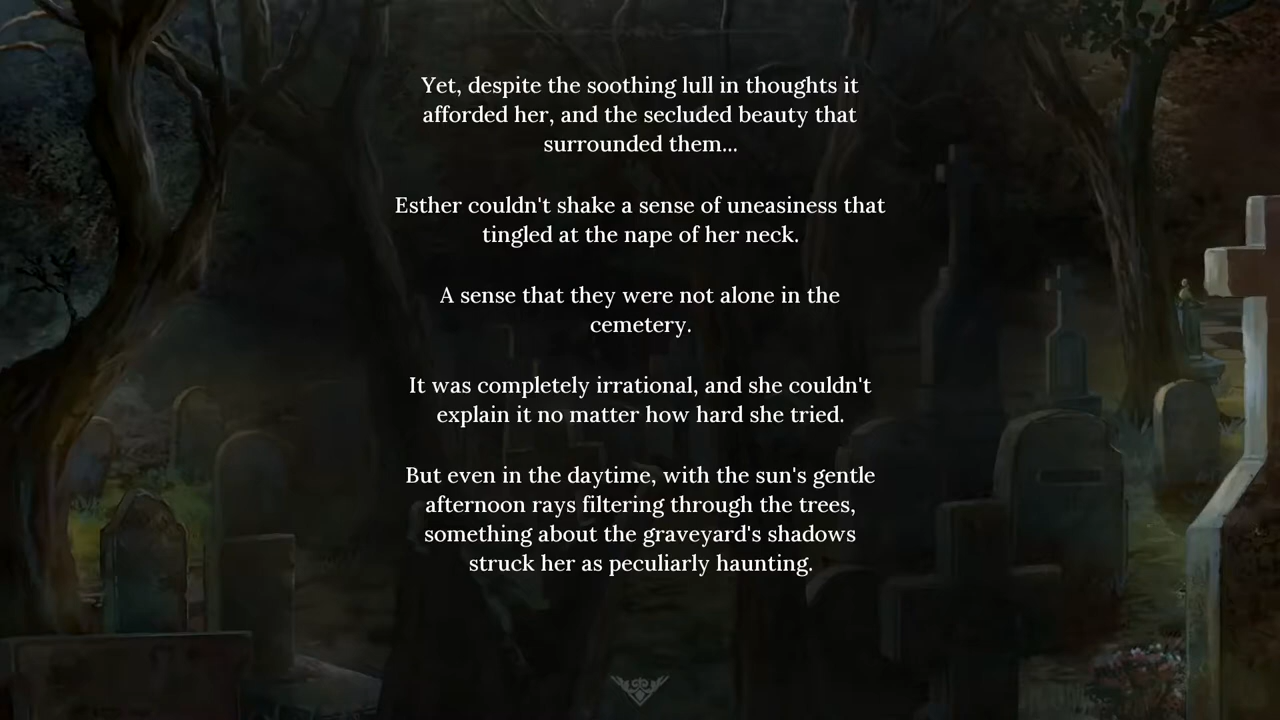 Yet, despite the soothing lull in thoughts it
afforded her, and the secluded beauty that
surrounded them...
Esther couldn't shake a sense of uneasiness that
tingled at the nape of her neck.
A sense that they were not alone in the
cemetery.
It was completely irrational, and she couldn't
explain it no matter how hard she tried.
But even in the daytime, with the sun's gentle
afternoon rays filtering through the trees,
something about the graveyard's shadows
struck her as peculiarly haunting.